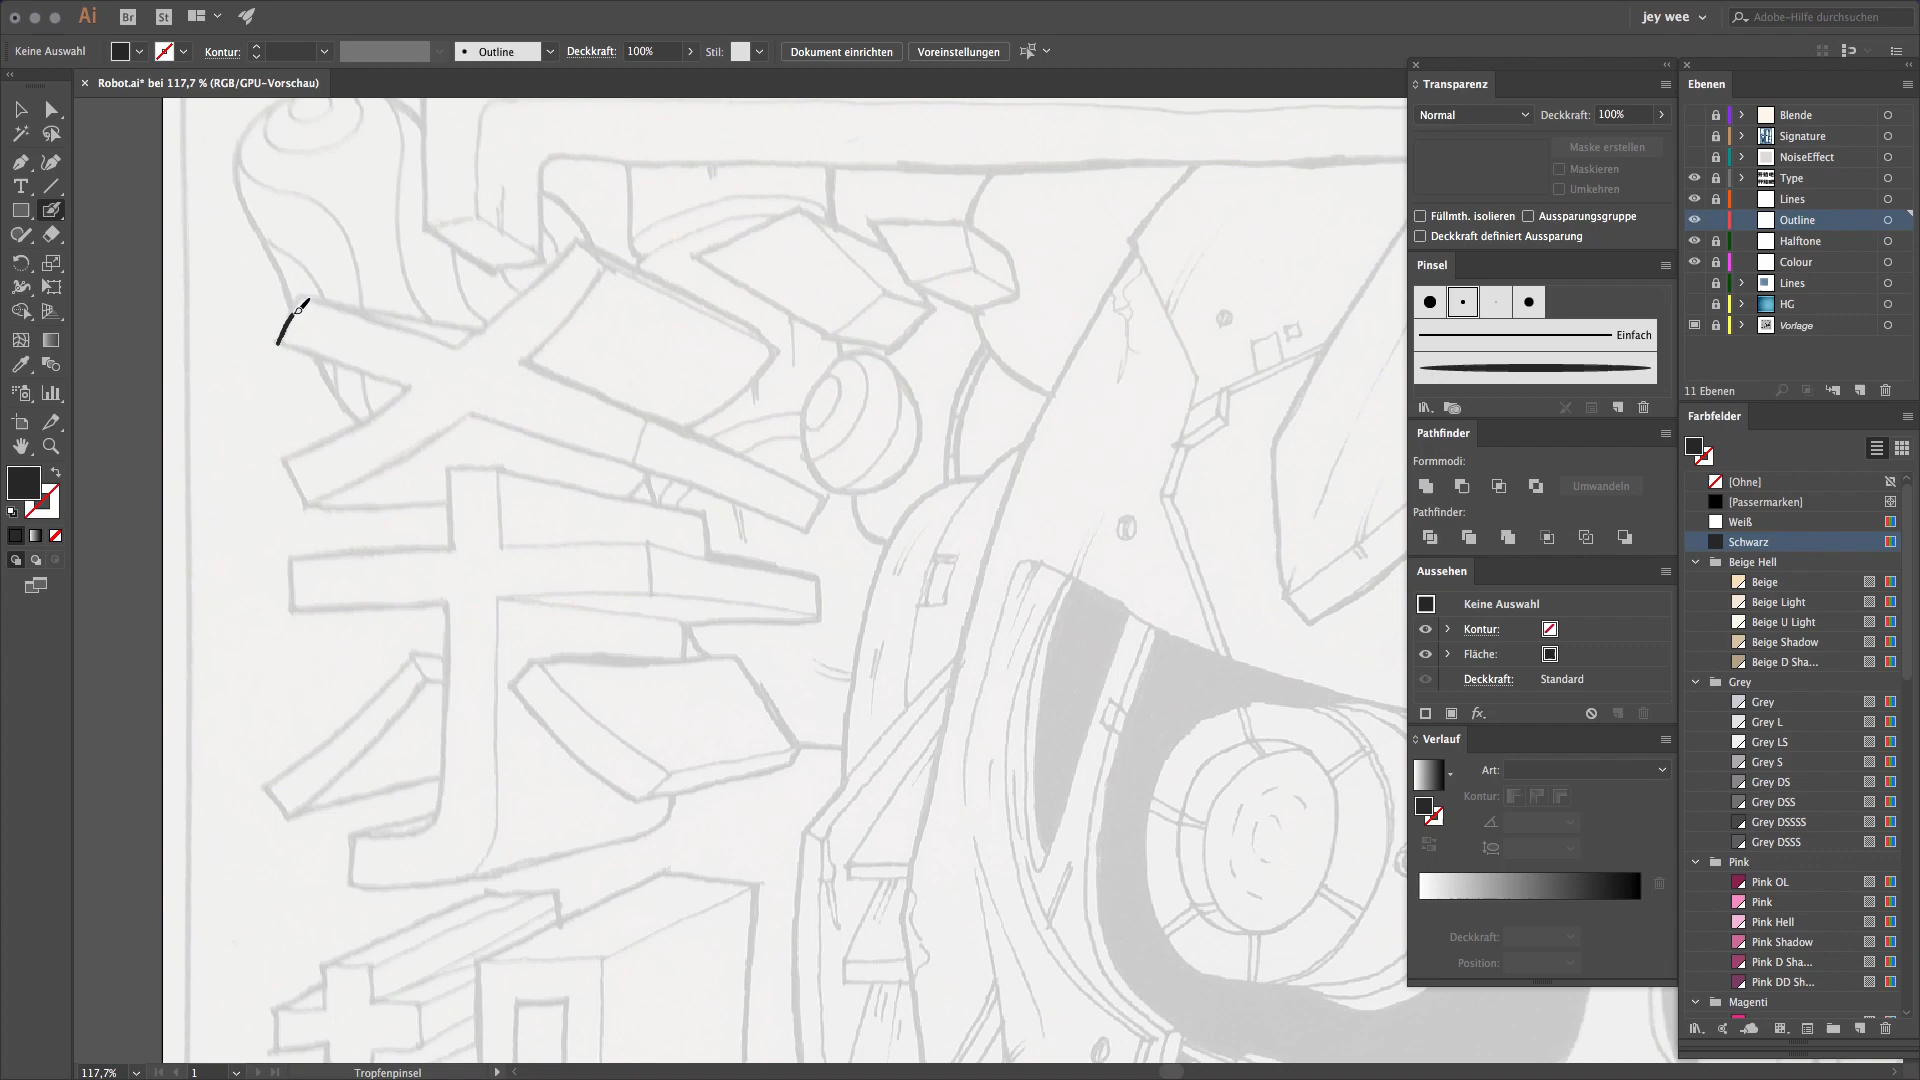 Ai
Br
St
jey wee
Adobe-Hilfe durchsuchen
Keine Auswahl
Kontur:
Outline
Deckkraft:
100%
Stil:
Dokument einrichten
Voreinstellungen
Robot.ai* bei 117,7 % (RGB/GPU-Vorschau)
Transparenz
Normal
Deckkraft:
100%
Maske erstellen
Maskieren
Umkehren
Füllmth. isolieren
Aussparungsgruppe
Deckkraft definiert Aussparung
Pinsel
Einfach
Pathfinder
Formmodi:
Umwandeln
Pathfinder:
Aussehen
Keine Auswahl
Kontur:
Fläche:
Deckkraft:
Standard
fx
Verlauf
Art:
Kontur:
Deckkraft:
Position:
Ebenen
Blende
Signature
NoiseEffect
Type
Lines
Outline
Halftone
Colour
Lines
HG
Vorlage
11 Ebenen
Farbfelder
[Ohne]
[Passermarken]
Weiß
Schwarz
Beige Hell
Beige
Beige Light
Beige U Light
Beige Shadow
Beige D Sha...
Grey
Grey
Grey L
Grey LS
Grey S
Grey DS
Grey DSS
Grey DSSSS
Grey DSSS
Pink
Pink OL
Pink
Pink Hell
Pink Shadow
Pink D Sha...
Pink DD Sh...
Magenti
117,7%
1
Tropfenpinsel